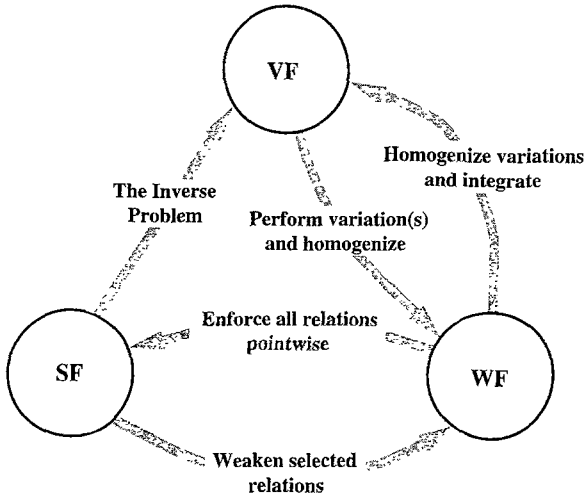 VF
Homogenize variations
and integrate
The Inverse
Problem
Perform variation(s)
and homogenize
Enforce all relations
pointwise
SF
WF
Weaken selected
relations